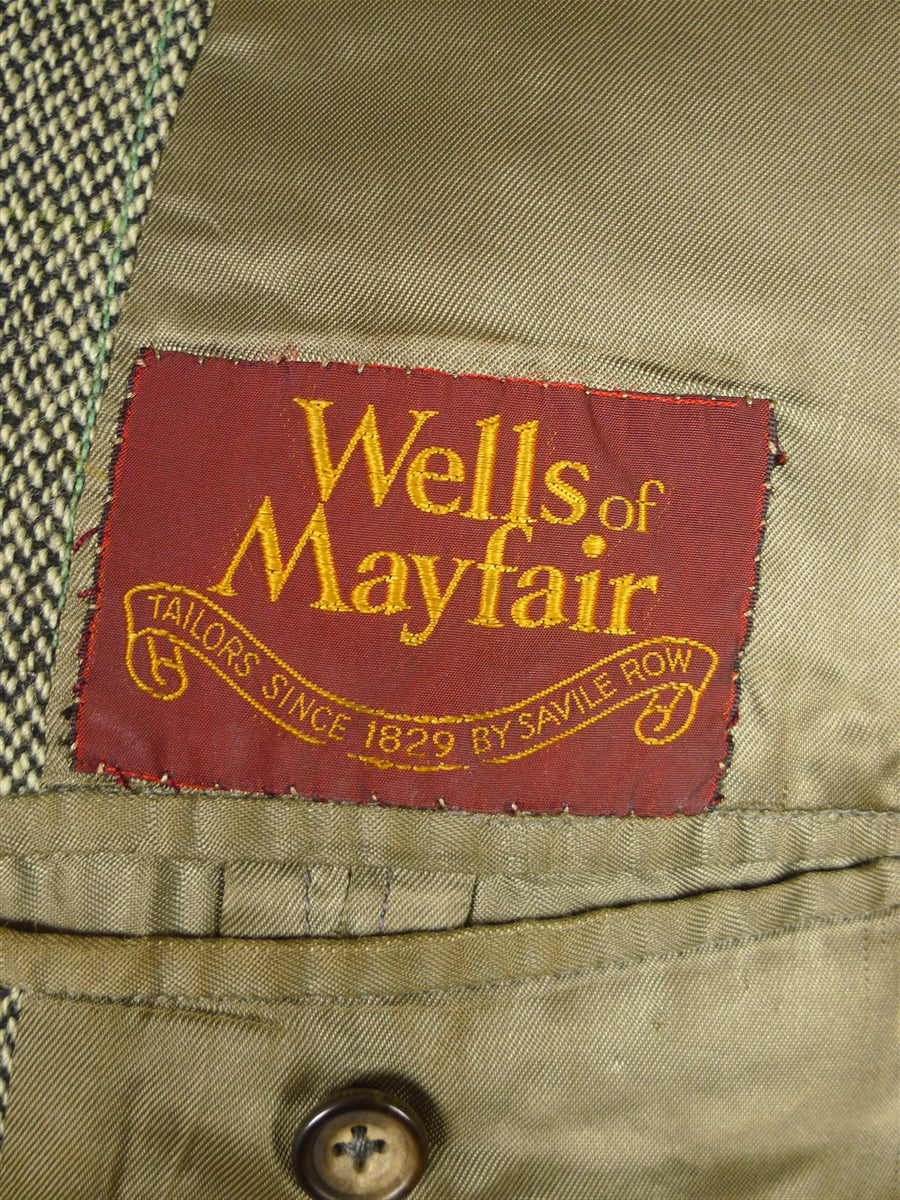 Wells of
Mayfair
TAILORS SINCE 1829 BY SAVILE ROW